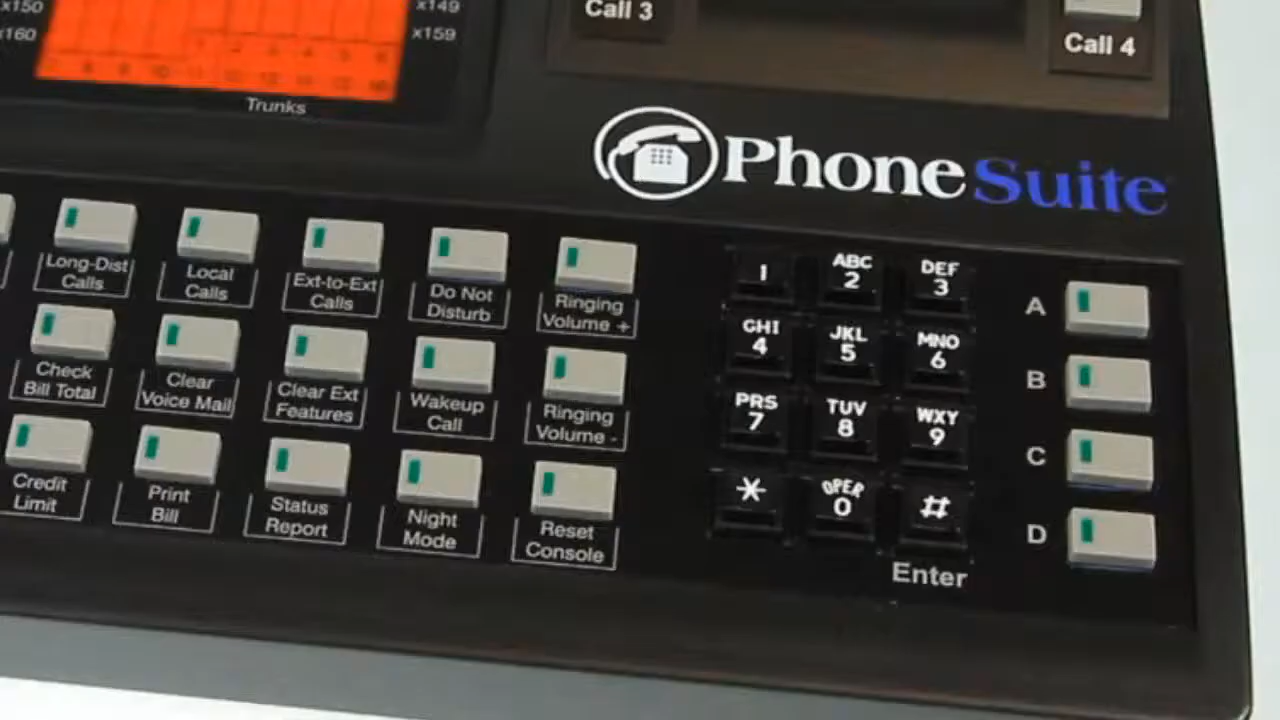 x150
x149
x160
x159
Trunks
Call 3
Call 4
PhoneSuite
Long-Dist
Calls
Local
Calls
Ext-to-Ext
Calls
Do Not
Disturb
Ringing
Volume +
Check
Bill Total
Clear
Voice Mail
Clear Ext
Features
Wakeup
Call
Ringing
Volume -
Credit
Limit
Print
Bill
Status
Report
Night
Mode
Reset
Console
1
ABC
2
DEF
3
GHI
4
JKL
5
MNO
6
PRS
7
TUV
8
WXY
9
*
OPER
0
#
Enter
A
B
C
D